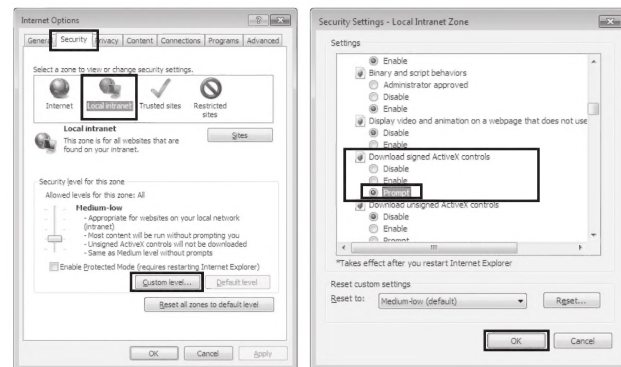 Internet Options
General Security Privacy Content Connections Programs Advanced
Select a zone to view or change security settings.
Internet Local intranet Trusted sites Restricted sites
Local intranet
This zone is for all websites that are
found on your intranet.
Sites
Security level for this zone
Allowed levels for this zone: All
Medium-low
- Appropriate for websites on your local network
(intranet)
- Most content will be run without prompting you
- Unsigned ActiveX controls will not be downloaded
- Same as Medium level without prompts
Enable Protected Mode (requires restarting Internet Explorer)
Custom level... Default level
Reset all zones to default level
OK Cancel Apply
Security Settings - Local Intranet Zone
Settings
Enable
Binary and script behaviors
Administrator approved
Disable
Enable
Display video and animation on a webpage that does not use
Disable
Enable
Download signed ActiveX controls
Disable
Enable
Prompt
Download unsigned ActiveX controls
Disable
Enable
Prompt
*Takes effect after you restart Internet Explorer
Reset custom settings
Reset to: Medium-low (default) Reset...
OK Cancel